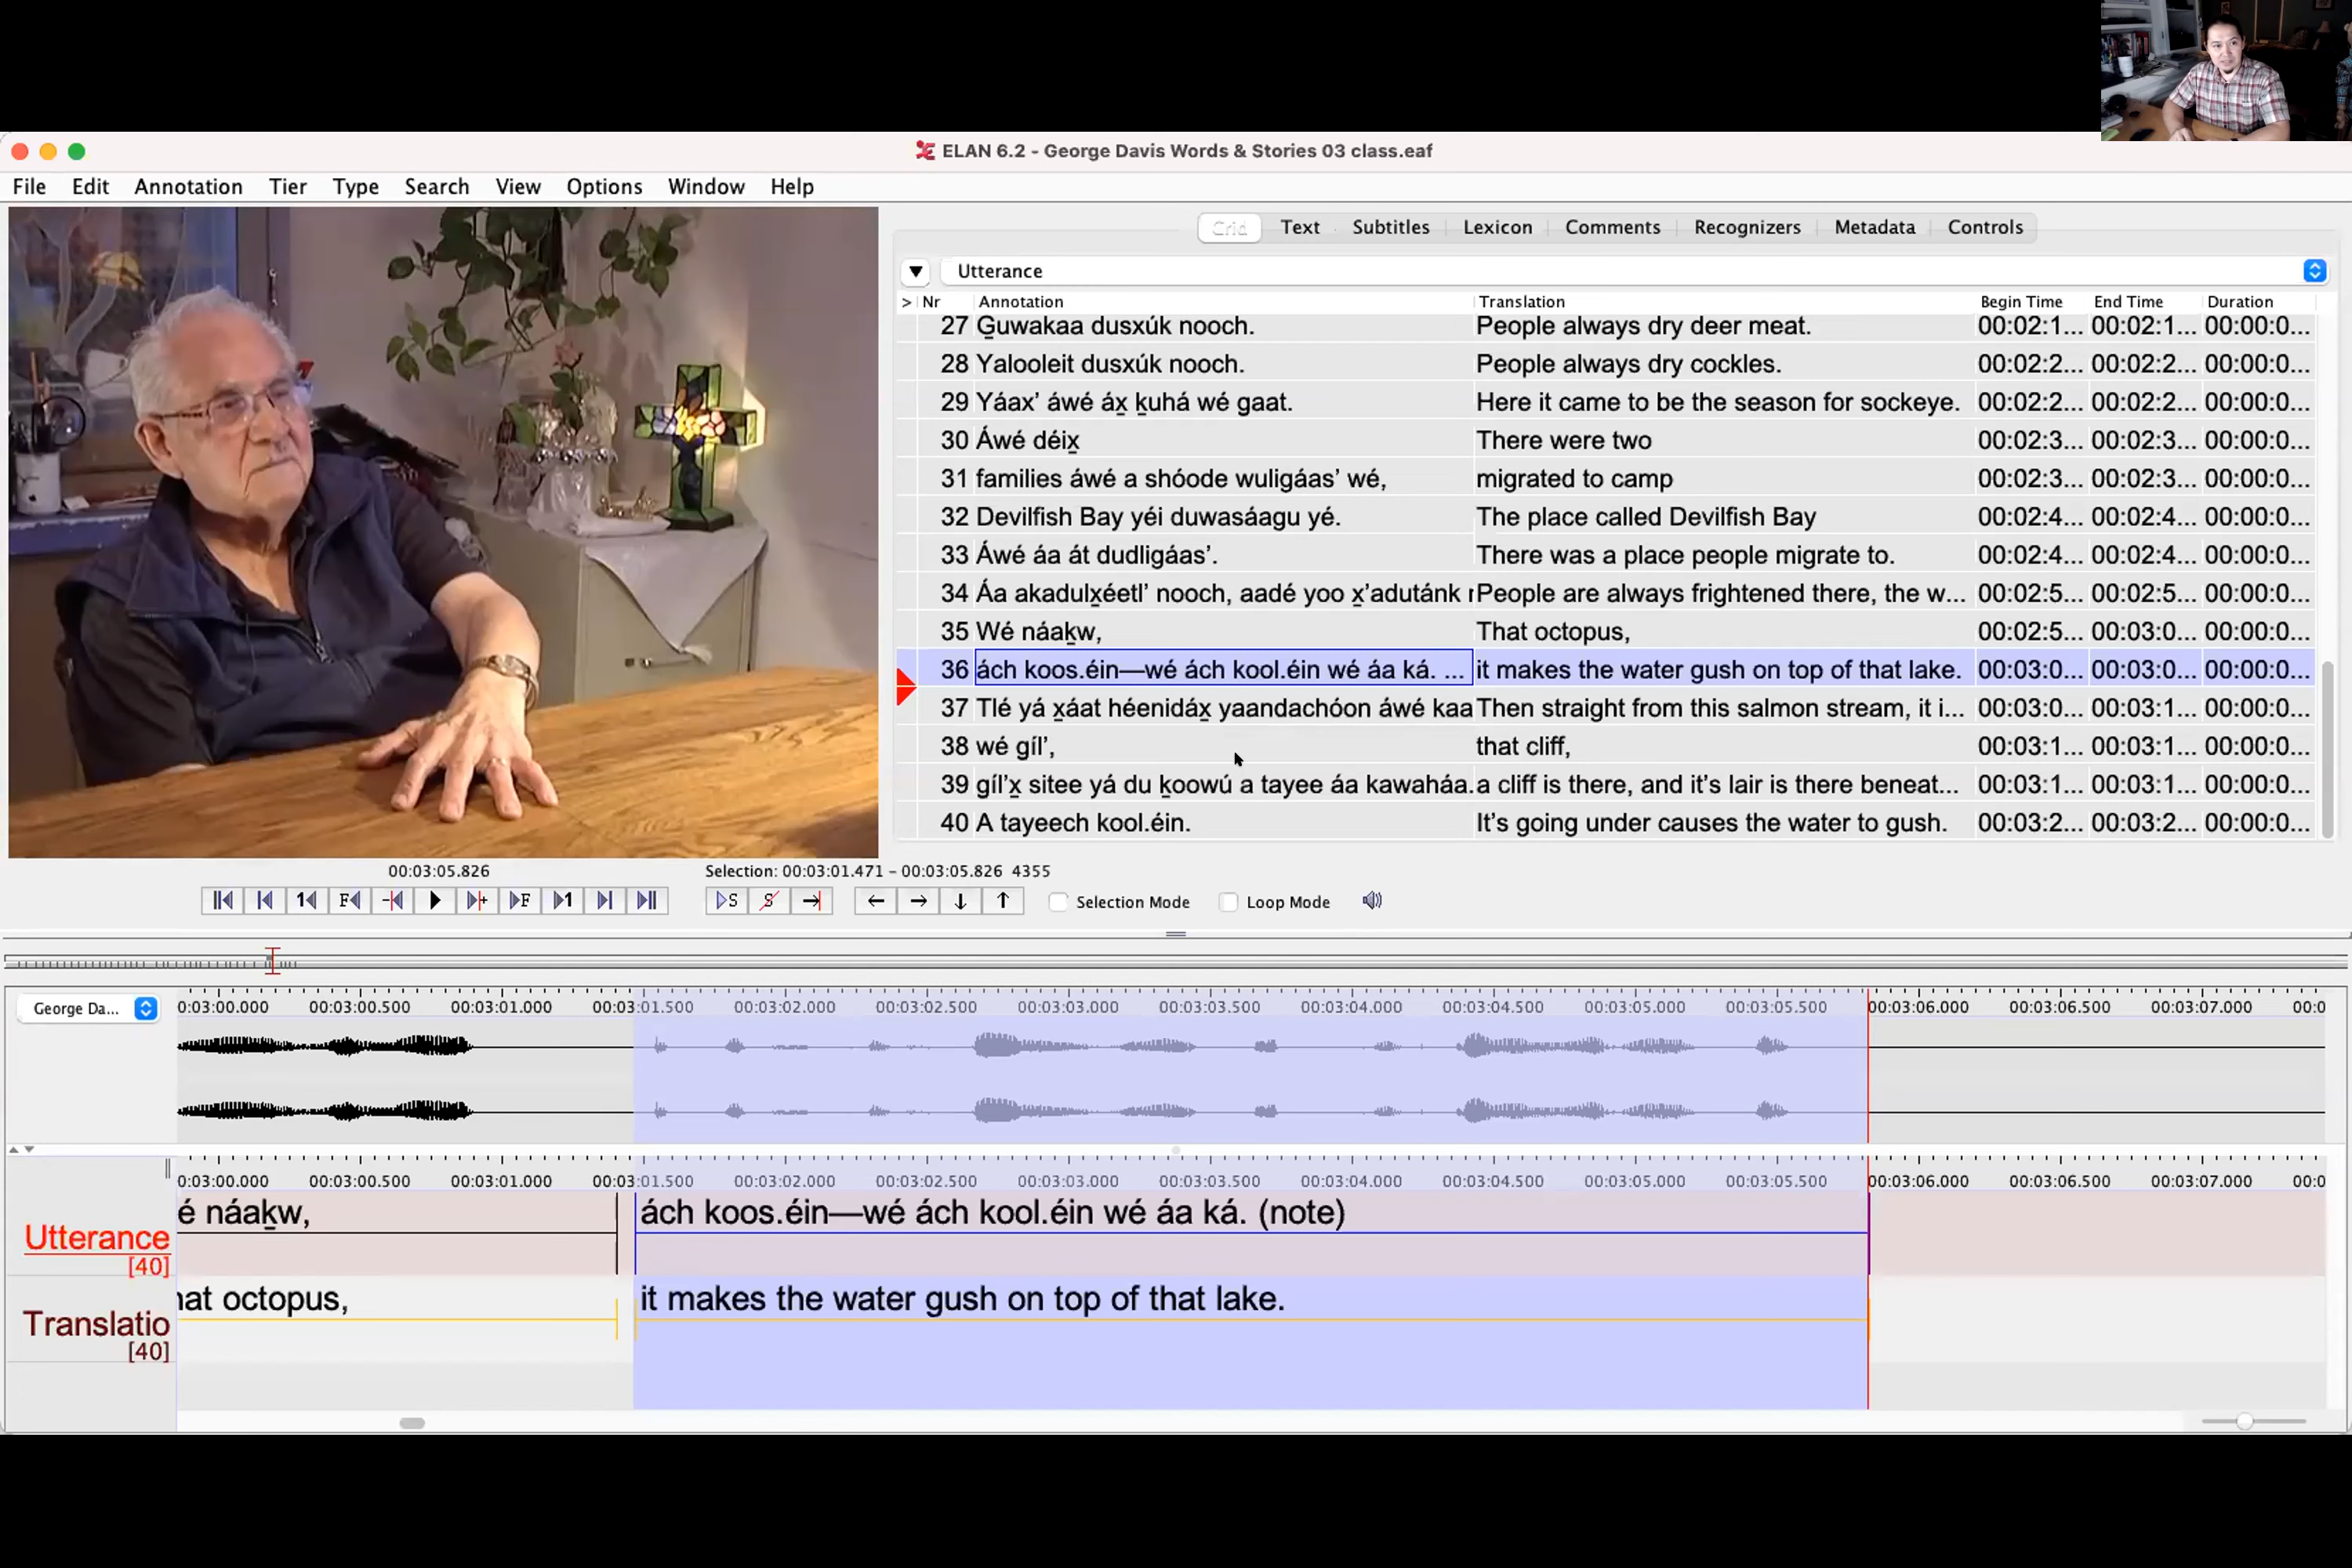 ELAN 6.2 - George Davis Words & Stories 03 class.eaf
File Edit Annotation Tier Type Search View Options Window Help
Grid Text Subtitles Lexicon Comments Recognizers Metadata Controls
Utterance
> Nr Annotation Translation Begin Time End Time Duration
27 G̱uwakaa dusxúk nooch. People always dry deer meat. 00:02:1... 00:02:1... 00:00:0...
28 Yalooleit dusxúk nooch. People always dry cockles. 00:02:2... 00:02:2... 00:00:0...
29 Yáax’ áwé áx̱ ḵuhá wé gaat. Here it came to be the season for sockeye. 00:02:2... 00:02:2... 00:00:0...
30 Áwé déix̱ There were two 00:02:3... 00:02:3... 00:00:0...
31 families áwé a shóode wuligáas’ wé, migrated to camp 00:02:3... 00:02:3... 00:00:0...
32 Devilfish Bay yéi duwasáagu yé. The place called Devilfish Bay 00:02:4... 00:02:4... 00:00:0...
33 Áwé áa át dudligáas’. There was a place people migrate to. 00:02:4... 00:02:4... 00:00:0...
34 Áa akadulx̱éetl’ nooch, aadé yoo x̱’adutánk People are always frightened there, the w... 00:02:5... 00:02:5... 00:00:0...
35 Wé náaḵw, That octopus, 00:02:5... 00:03:0... 00:00:0...
36 ách koos.éin—wé ách kool.éin wé áa ká. ... it makes the water gush on top of that lake. 00:03:0... 00:03:0... 00:00:0...
37 Tlé yá x̱áat héenidáx̱ yaandachóon áwé kaa Then straight from this salmon stream, it i... 00:03:0... 00:03:1... 00:00:0...
38 wé gíl’, that cliff, 00:03:1... 00:03:1... 00:00:0...
39 gíl’x̱ sitee yá du ḵoowú a tayee áa kawaháa. a cliff is there, and it’s lair is there beneat... 00:03:1... 00:03:1... 00:00:0...
40 A tayeech kool.éin. It’s going under causes the water to gush. 00:03:2... 00:03:2... 00:00:0...
00:03:05.826 Selection: 00:03:01.471 – 00:03:05.826 4355
1 F F 1 S S Selection Mode Loop Mode
George Da... 0:03:00.000 00:03:00.500 00:03:01.000 00:03:01.500 00:03:02.000 00:03:02.500 00:03:03.000 00:03:03.500 00:03:04.000 00:03:04.500 00:03:05.000 00:03:05.500 00:03:06.000 00:03:06.500 00:03:07.000 00:0
0:03:00.000 00:03:00.500 00:03:01.000 00:03:01.500 00:03:02.000 00:03:02.500 00:03:03.000 00:03:03.500 00:03:04.000 00:03:04.500 00:03:05.000 00:03:05.500 00:03:06.000 00:03:06.500 00:03:07.000 00:0
é náaḵw, ách koos.éin—wé ách kool.éin wé áa ká. (note)
Utterance
[40]
at octopus, it makes the water gush on top of that lake.
Translatio
[40]